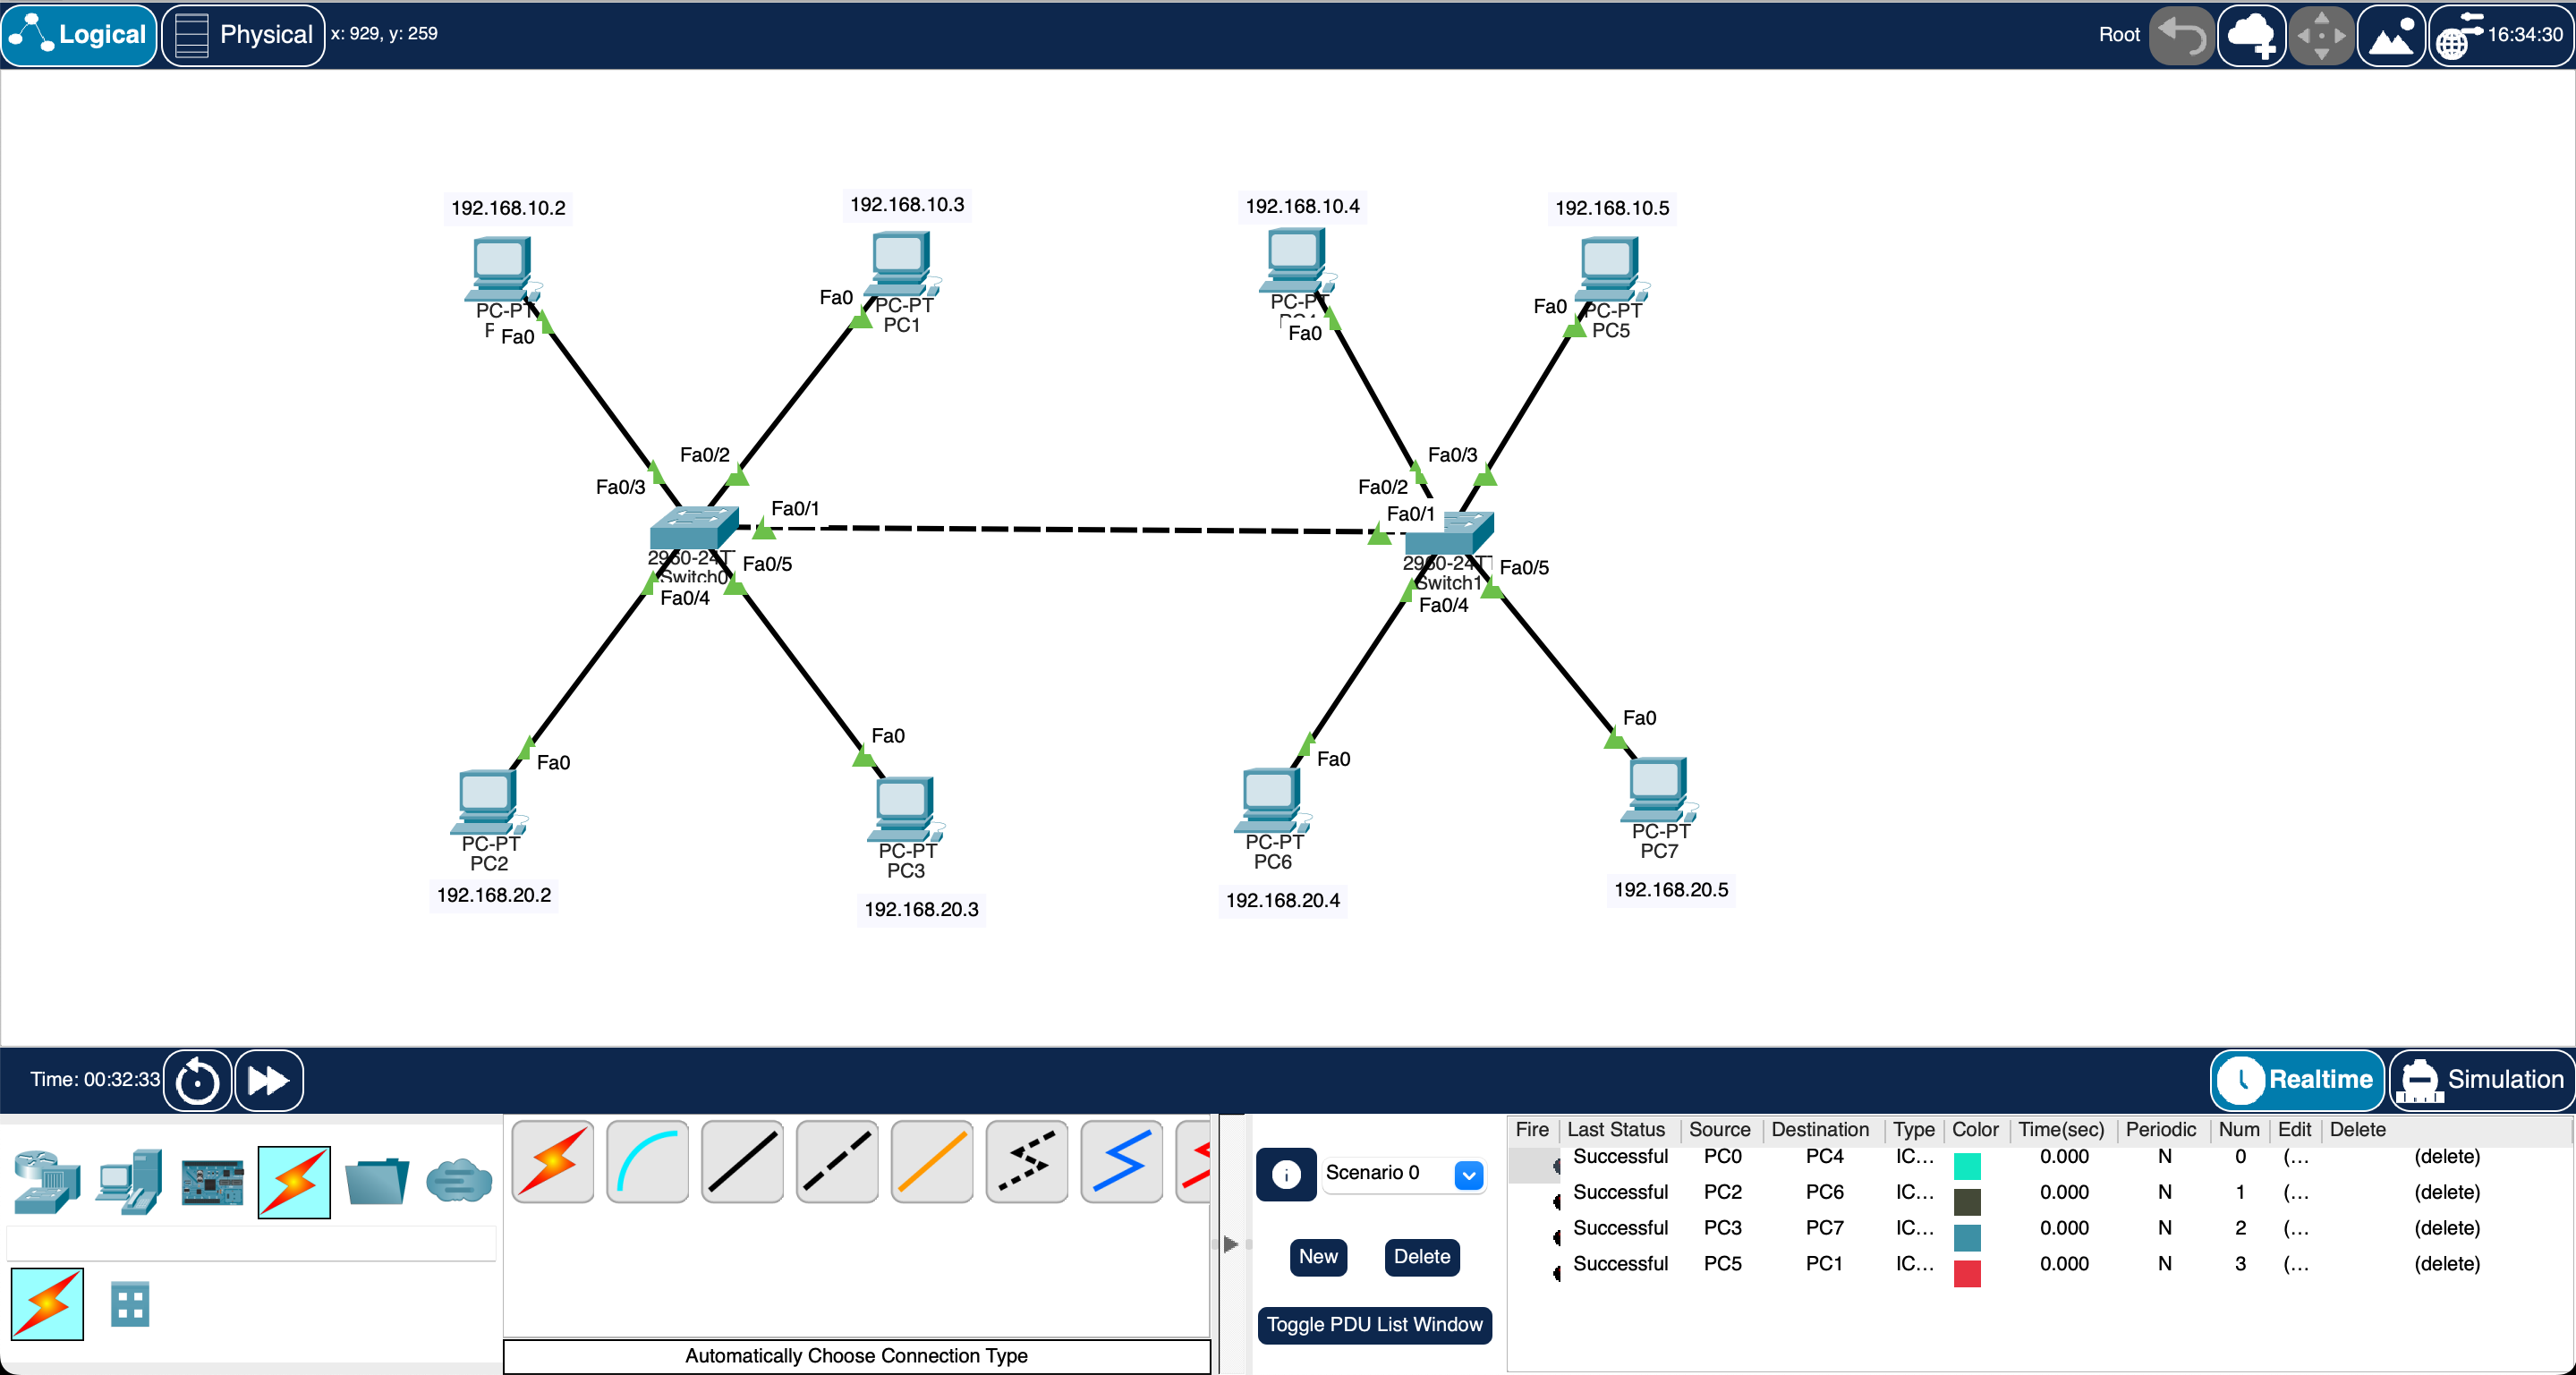 Logical Physical x: 929, y: 259 Root 16:34:30
192.168.10.2 192.168.10.3 192.168.10.4 192.168.10.5
PC-PT
Fa0
Fa0
PC-PT
PC1
PC-PT
Fa0
Fa0
PC-PT
PC5
Fa0/3
Fa0/2
Fa0/1
Fa0/2
Fa0/3
Fa0/1
2960-24TT
Switch0
Fa0/5
Fa0/4
2960-24TT
Switch1
Fa0/5
Fa0/4
Fa0
PC-PT
PC2
192.168.20.2
Fa0
PC-PT
PC3
192.168.20.3
Fa0
PC-PT
PC6
192.168.20.4
Fa0
PC-PT
PC7
192.168.20.5
Time: 00:32:33 Realtime Simulation
Automatically Choose Connection Type
Scenario 0
New Delete
Toggle PDU List Window
Fire Last Status Source Destination Type Color Time(sec) Periodic Num Edit Delete
Successful PC0 PC4 IC... 0.000 N 0 (... (delete)
Successful PC2 PC6 IC... 0.000 N 1 (... (delete)
Successful PC3 PC7 IC... 0.000 N 2 (... (delete)
Successful PC5 PC1 IC... 0.000 N 3 (... (delete)